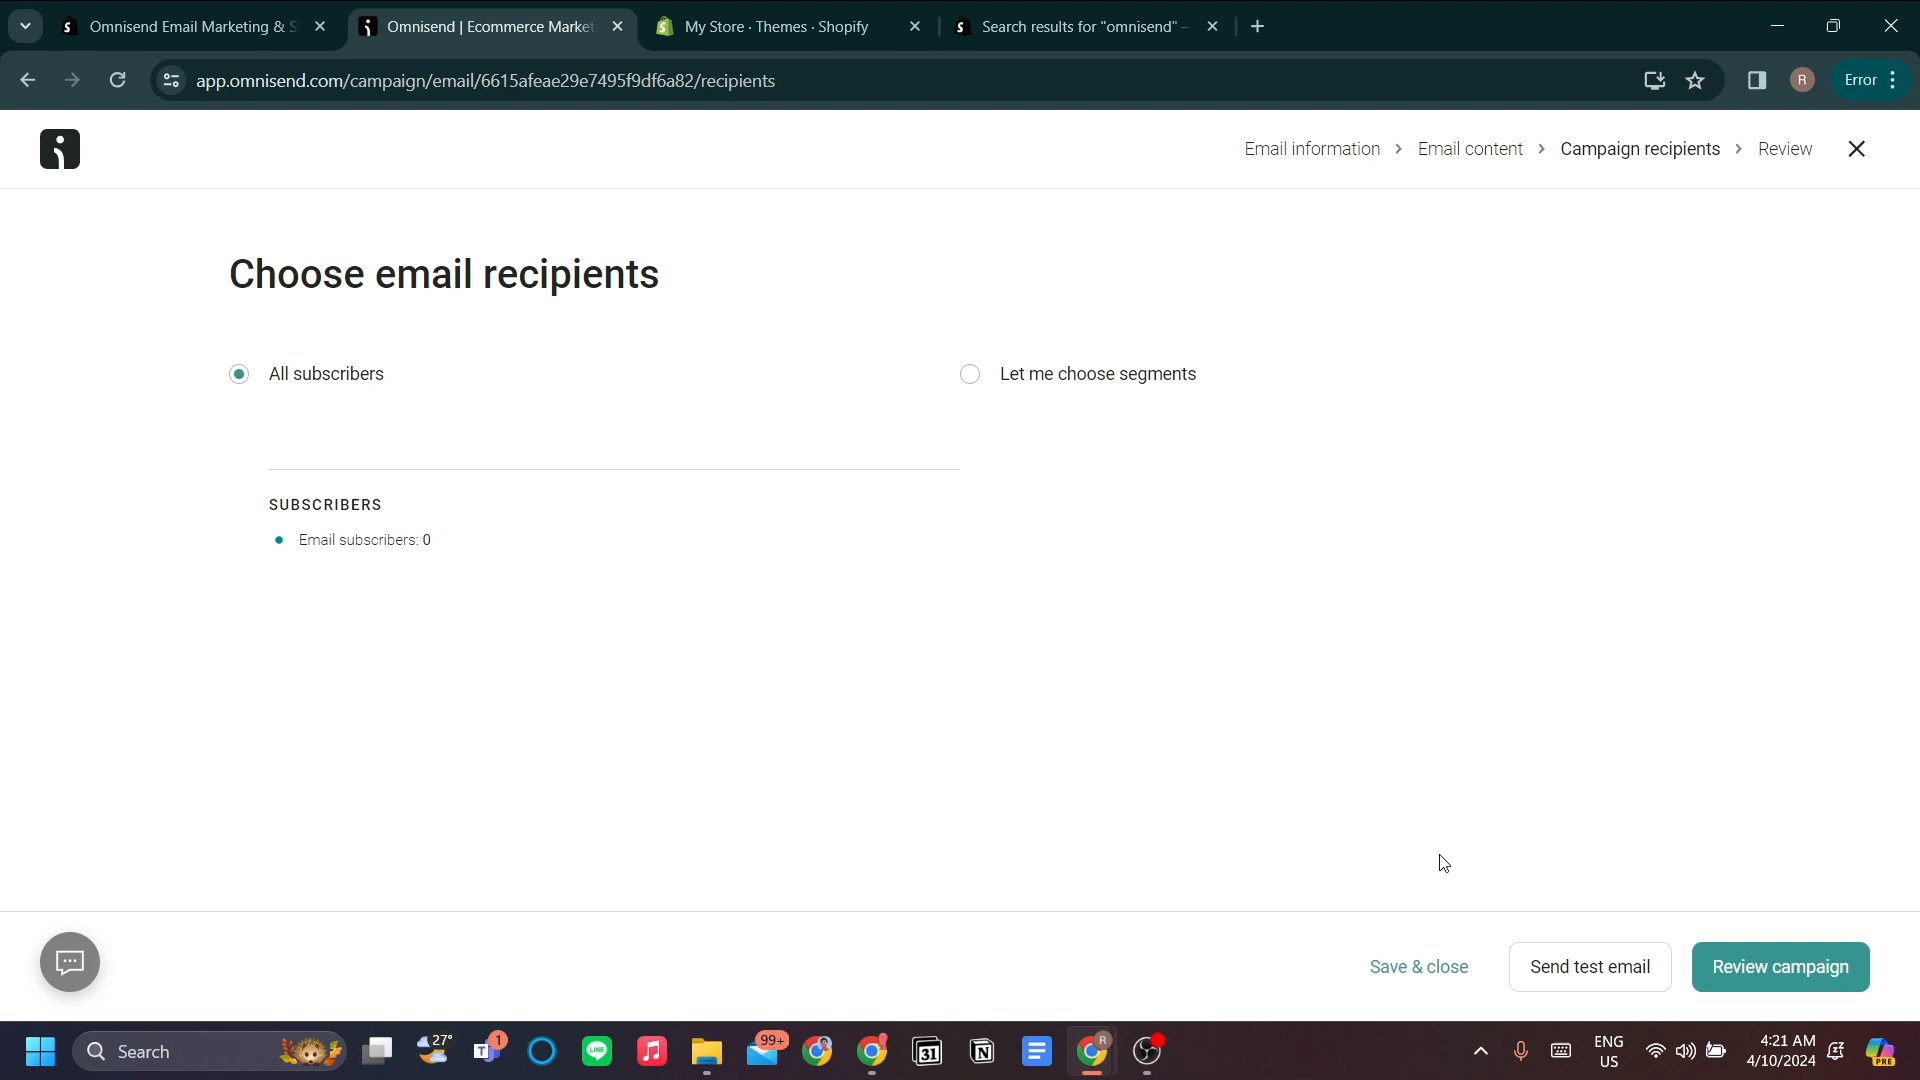 Omnisend Email Marketing & S
Omnisend | Ecommerce Market
My Store · Themes · Shopify
Search results for "omnisend" –
app.omnisend.com/campaign/email/6615afeae29e7495f9df6a82/recipients
R
Error
Email information > Email content > Campaign recipients > Review
Choose email recipients
All subscribers
Let me choose segments
SUBSCRIBERS
Email subscribers: 0
Save & close
Send test email
Review campaign
Search
27°
1
LINE
99+
31
R
ENG
US
4:21 AM
4/10/2024
PRE